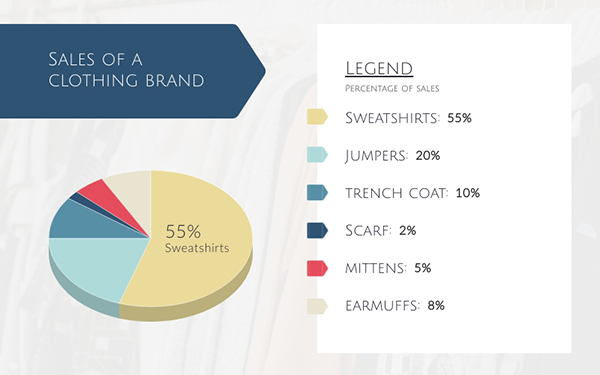 Sales of a
clothing brand
Legend
Percentage of sales
Sweatshirts: 55%
Jumpers: 20%
trench coat: 10%
Scarf: 2%
mittens: 5%
earmuffs: 8%
55%
Sweatshirts